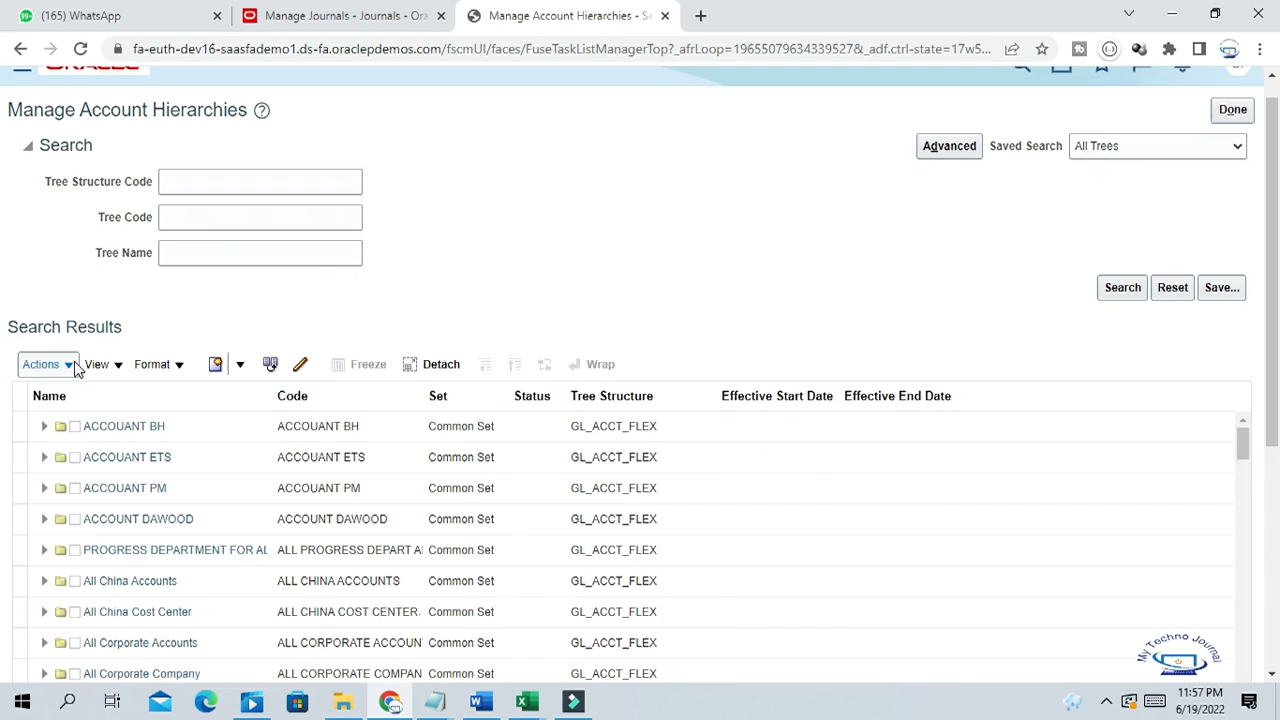 (165) WhatsApp
Manage Journals - Journals - Ora
Manage Account Hierarchies - Se
fa-euth-dev16-saasfademo1.ds-fa.oraclepdemos.com/fscmUI/faces/FuseTaskListManagerTop?_afrLoop=19655079634339527&_adf.ctrl-state=17w5...
Manage Account Hierarchies
Done
Search
Advanced Saved Search All Trees
Tree Structure Code
Tree Code
Tree Name
Search Reset Save...
Search Results
Actions View Format Freeze Detach Wrap
Name Code Set Status Tree Structure Effective Start Date Effective End Date
ACCOUANT BH ACCOUANT BH Common Set GL_ACCT_FLEX
ACCOUANT ETS ACCOUANT ETS Common Set GL_ACCT_FLEX
ACCOUANT PM ACCOUANT PM Common Set GL_ACCT_FLEX
ACCOUNT DAWOOD ACCOUNT DAWOOD Common Set GL_ACCT_FLEX
PROGRESS DEPARTMENT FOR AL ALL PROGRESS DEPART Al Common Set GL_ACCT_FLEX
All China Accounts ALL CHINA ACCOUNTS Common Set GL_ACCT_FLEX
All China Cost Center ALL CHINA COST CENTER Common Set GL_ACCT_FLEX
All Corporate Accounts ALL CORPORATE ACCOUN Common Set GL_ACCT_FLEX
All Corporate Company ALL CORPORATE COMPAN Common Set GL_ACCT_FLEX
My Techno Journal
11:57 PM
6/19/2022